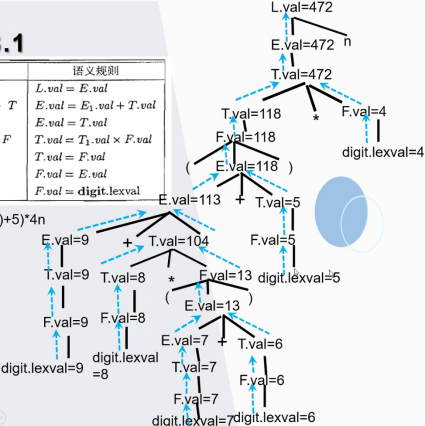 .1
语义规则
L.val = E.val
T E.val = E₁.val + T.val
E.val = T.val
F T.val = T₁.val × F.val
T.val = F.val
F.val = E.val
F.val = digit.lexval
)+5)*4n
L.val=472
E.val=472 n
T.val=472
T.val=118 * F.val=4
F.val=118 digit.lexval=4
( E.val=118 )
E.val=113 + T.val=5
E.val=9 + T.val=104 F.val=5
T.val=9 T.val=8 * F.val=13 digit.lexval=5
( E.val=13 )
F.val=9 F.val=8
E.val=7 + T.val=6
digit.lexval=9 digit.lexval
=8
T.val=7
F.val=7 F.val=6
digit.lexval=7 digit.lexval=6